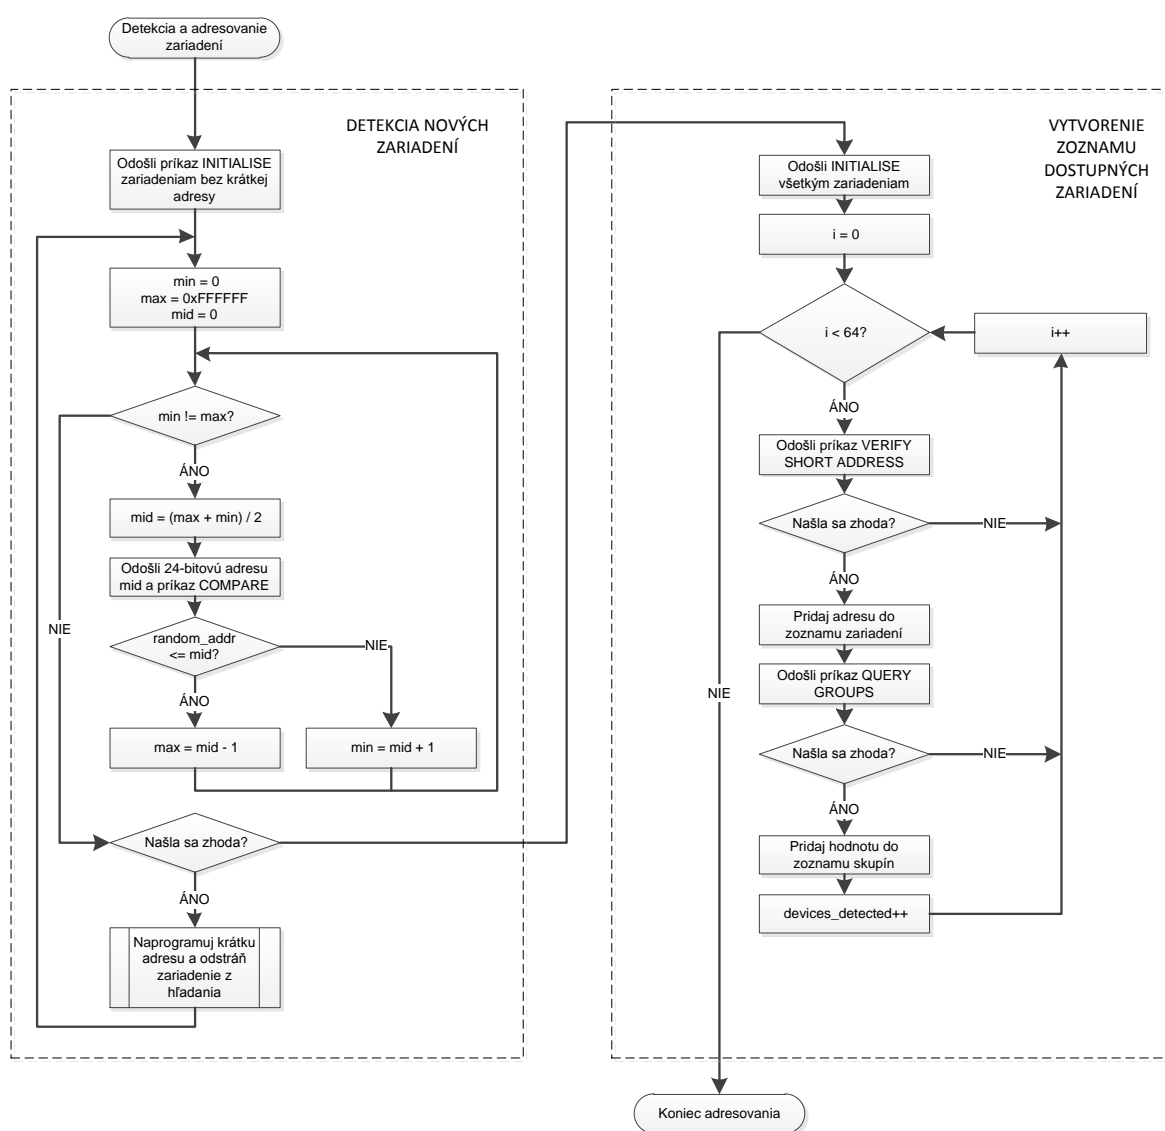 Detekcia a adresovanie
zariadení
DETEKCIA NOVÝCH
ZARIADENÍ
Odošli príkaz INITIALISE
zariadeniam bez krátkej
adresy
min = 0
max = 0xFFFFFF
mid = 0
min != max?
ÁNO
mid = (max + min) / 2
Odošli 24-bitovú adresu
mid a príkaz COMPARE
NIE
random_addr
<= mid?
NIE
ÁNO
max = mid - 1
min = mid + 1
Našla sa zhoda?
ÁNO
Naprogramuj krátku
adresu a odstráň
zariadenie z
hľadania
VYTVORENIE
ZOZNAMU
DOSTUPNÝCH
ZARIADENÍ
Odošli INITIALISE
všetkým zariadeniam
i = 0
i < 64?
i++
ÁNO
Odošli príkaz VERIFY
SHORT ADDRESS
Našla sa zhoda?
NIE
ÁNO
Pridaj adresu do
zoznamu zariadení
Odošli príkaz QUERY
GROUPS
NIE
Našla sa zhoda?
NIE
ÁNO
Pridaj hodnotu do
zoznamu skupín
devices_detected++
Koniec adresovania